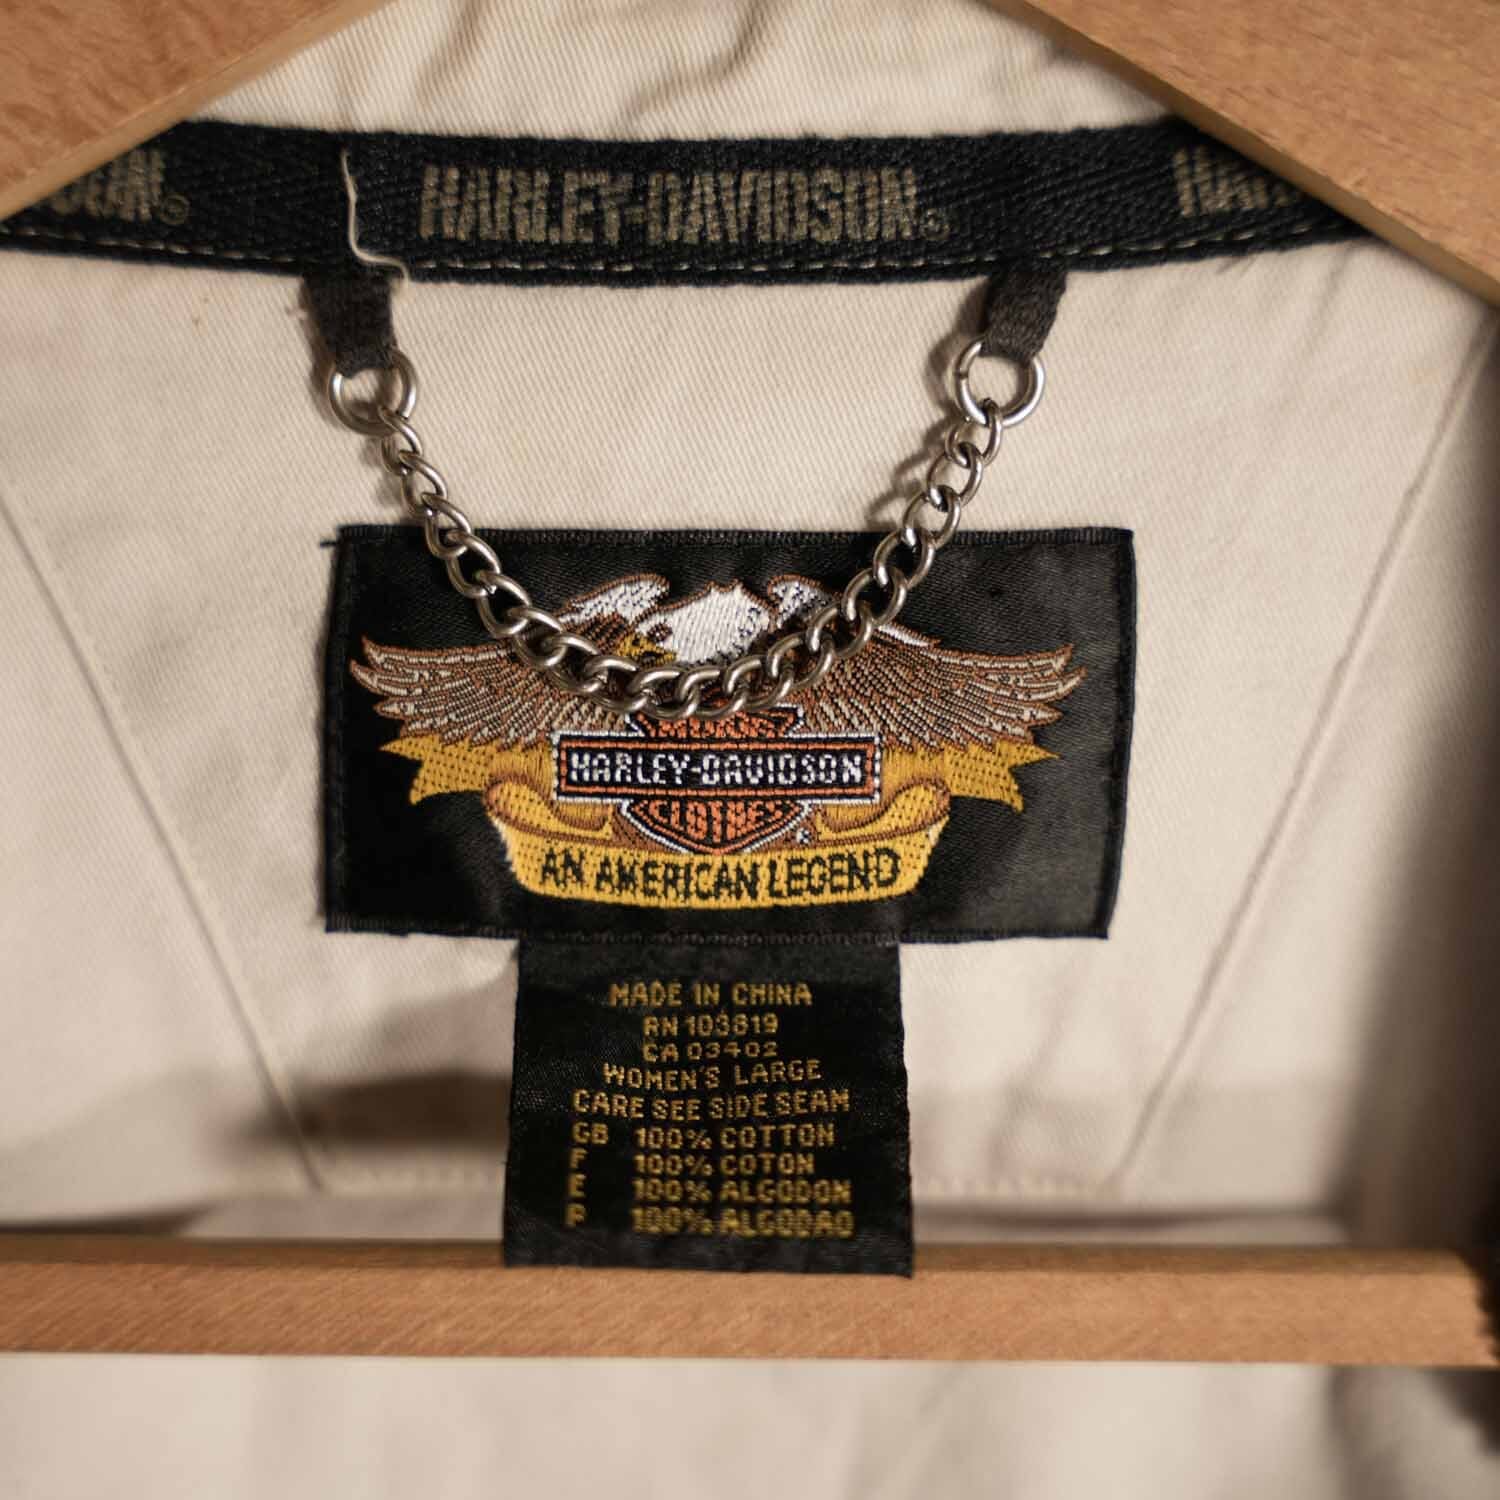 HARLEY-DAVIDSON
HARLEY-DAVIDSON
CLOTHES
AN AMERICAN LEGEND
MADE IN CHINA
RN 103819
CA 03402
WOMEN'S LARGE
CARE SEE SIDE SEAM
GB 100% COTTON
F 100% COTON
E 100% ALGODON
P 100% ALGODAO